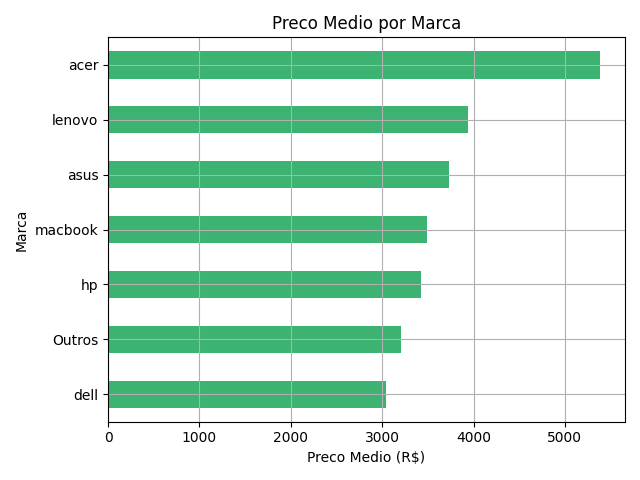 Preco Medio por Marca
acer
lenovo
asus
macbook
hp
Outros
dell
Marca
0 1000 2000 3000 4000 5000
Preco Medio (R$)